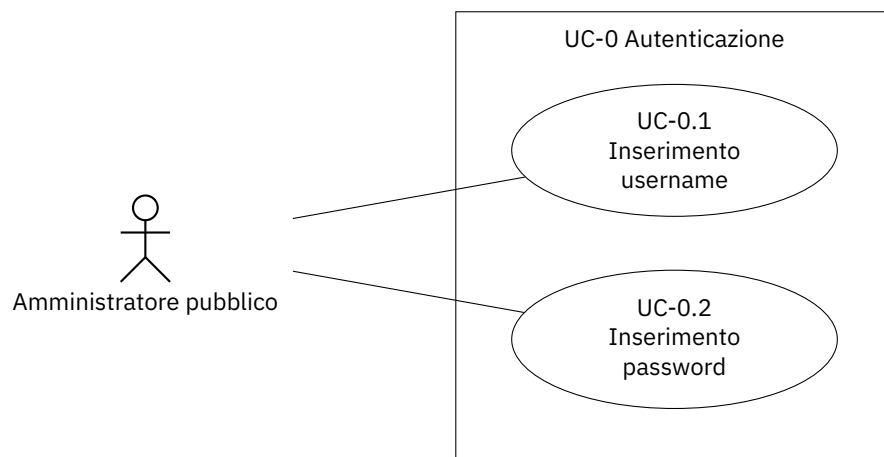 UC-0 Autenticazione
UC-0.1
Inserimento
username
Amministratore pubblico
UC-0.2
Inserimento
password